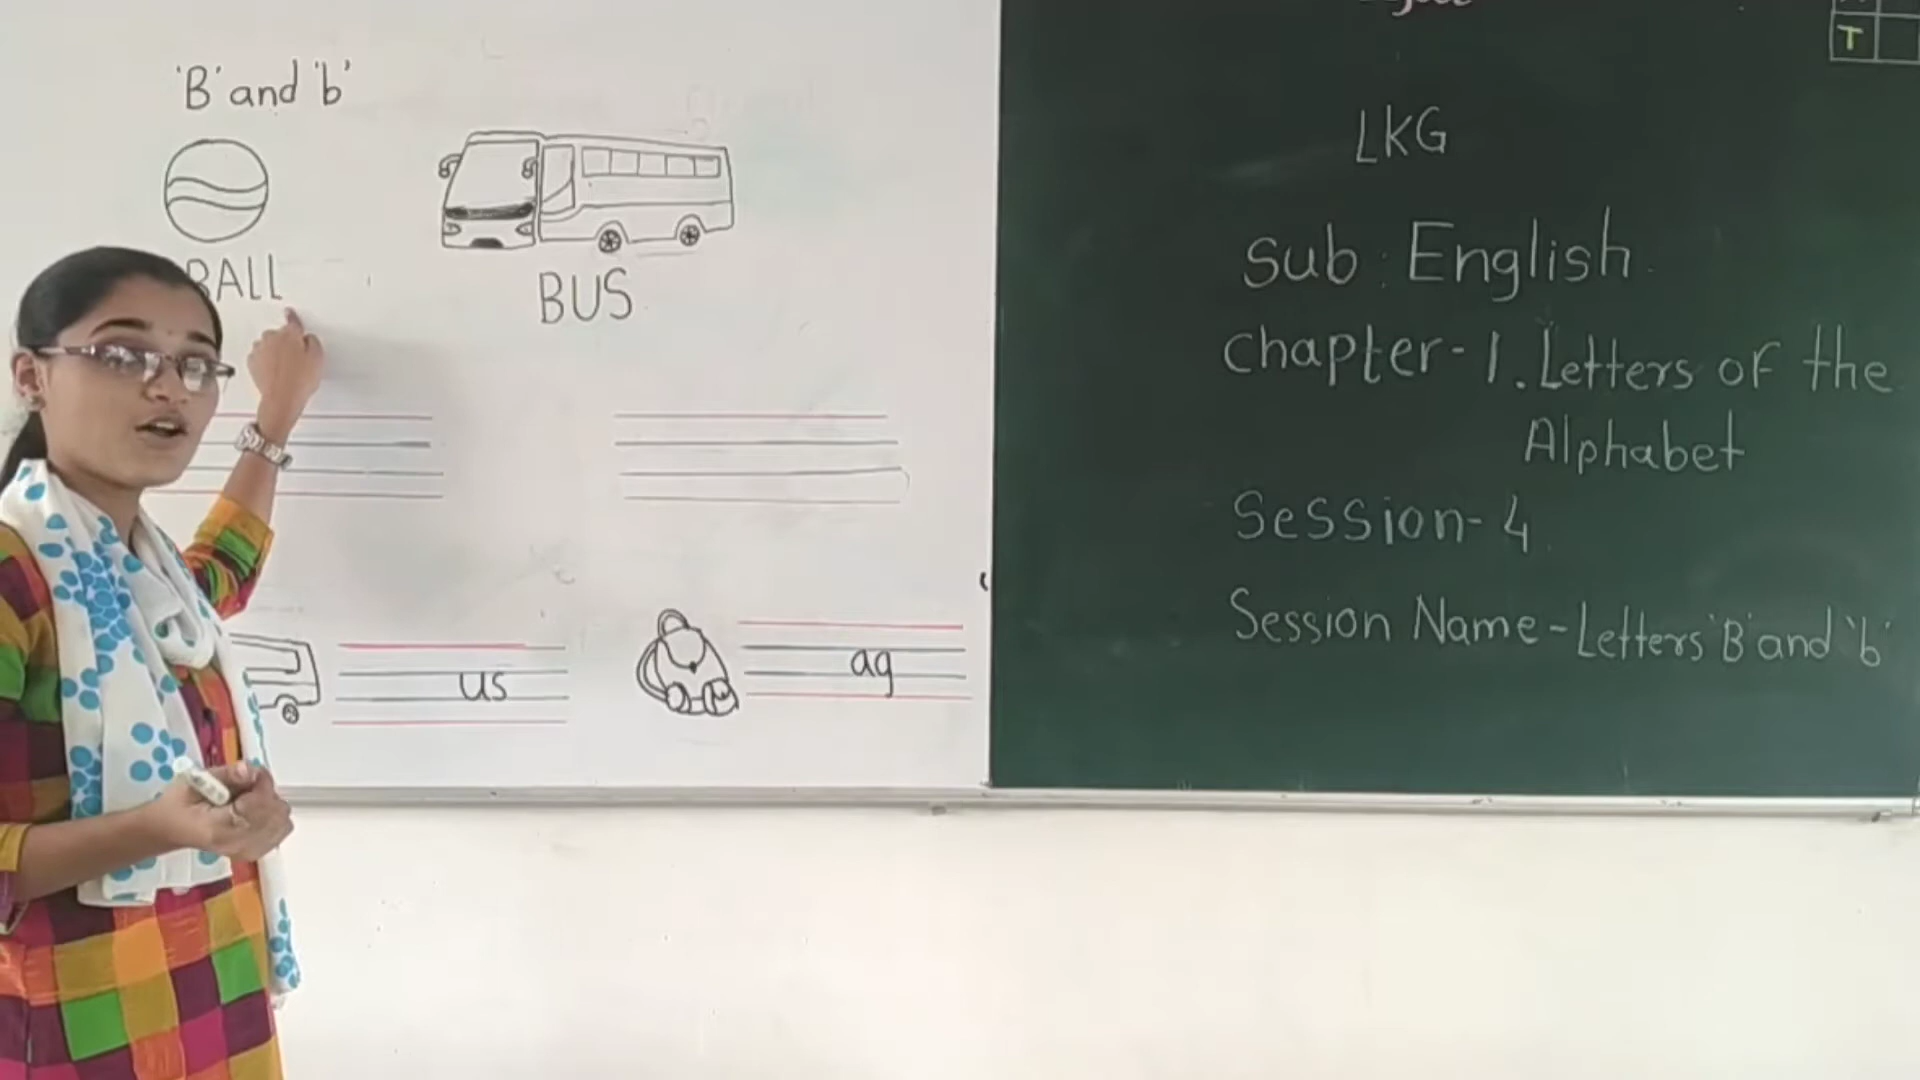 'B' and 'b'
BALL
BUS
us
ag
T
LKG
Sub : English
Chapter - 1. Letters of the
Alphabet
Session - 4
Session Name - Letters 'B' and 'b'